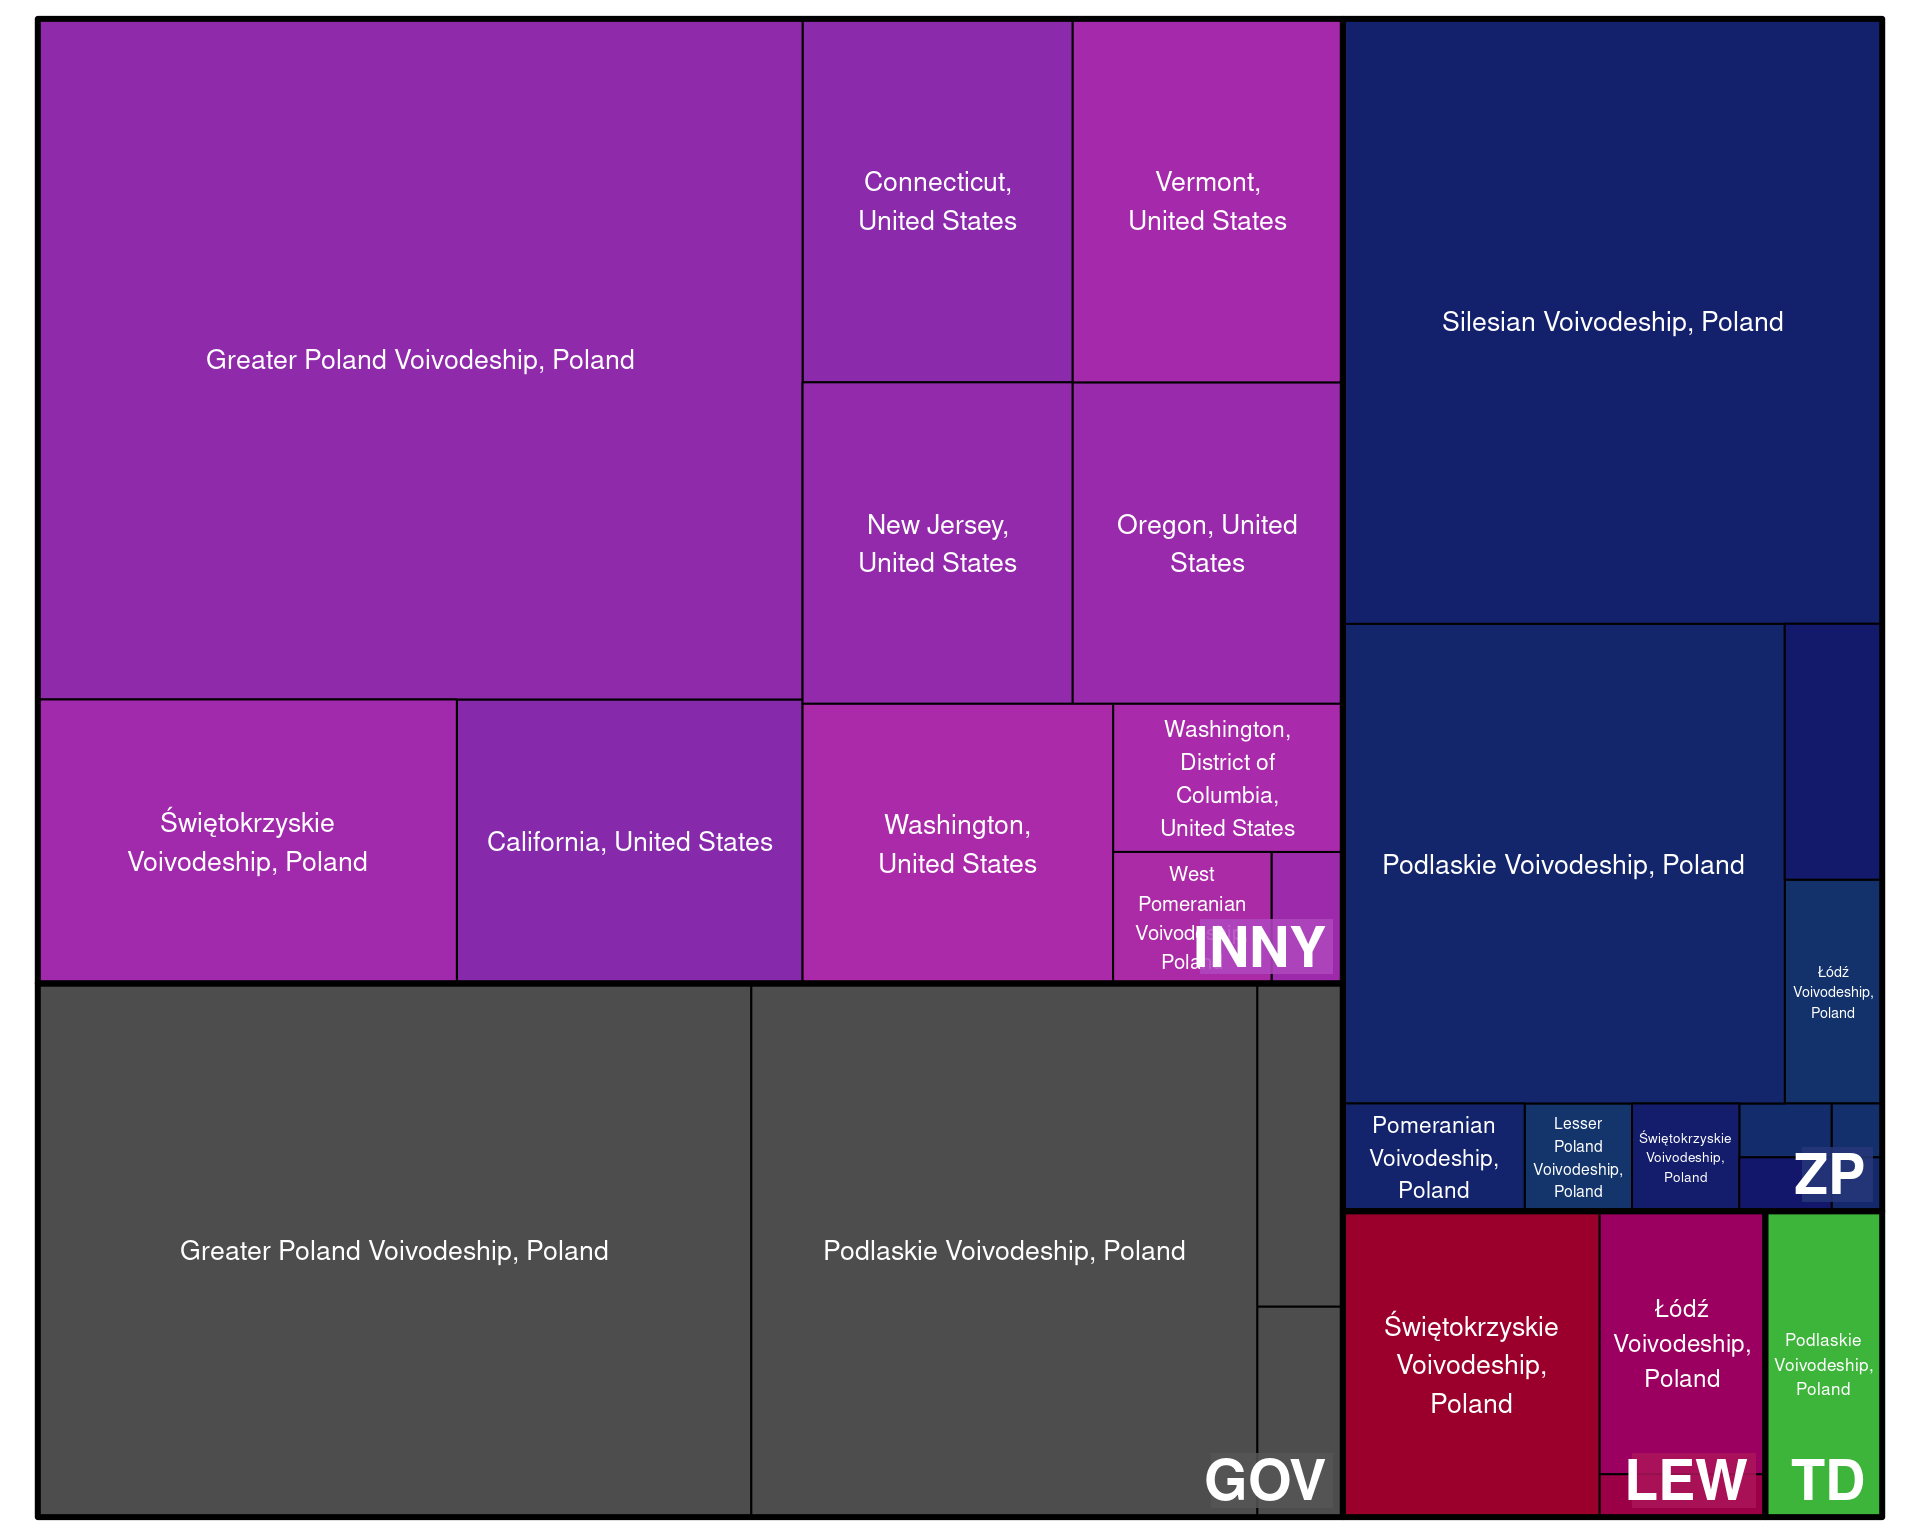 Greater Poland Voivodeship, Poland
Connecticut,
United States
Vermont,
United States
New Jersey,
United States
Oregon, United
States
Świętokrzyskie
Voivodeship, Poland
California, United States
Washington,
United States
Washington,
District of
Columbia,
United States
West
Pomeranian
INNY
Silesian Voivodeship, Poland
Podlaskie Voivodeship, Poland
Łódź
Voivodeship,
Poland
Pomeranian
Voivodeship,
Poland
Lesser
Poland
Voivodeship,
Poland
Świętokrzyskie
Voivodeship,
Poland
ZP
Greater Poland Voivodeship, Poland
Podlaskie Voivodeship, Poland
GOV
Świętokrzyskie
Voivodeship,
Poland
Łódź
Voivodeship,
Poland
LEW
Podlaskie
Voivodeship,
Poland
TD